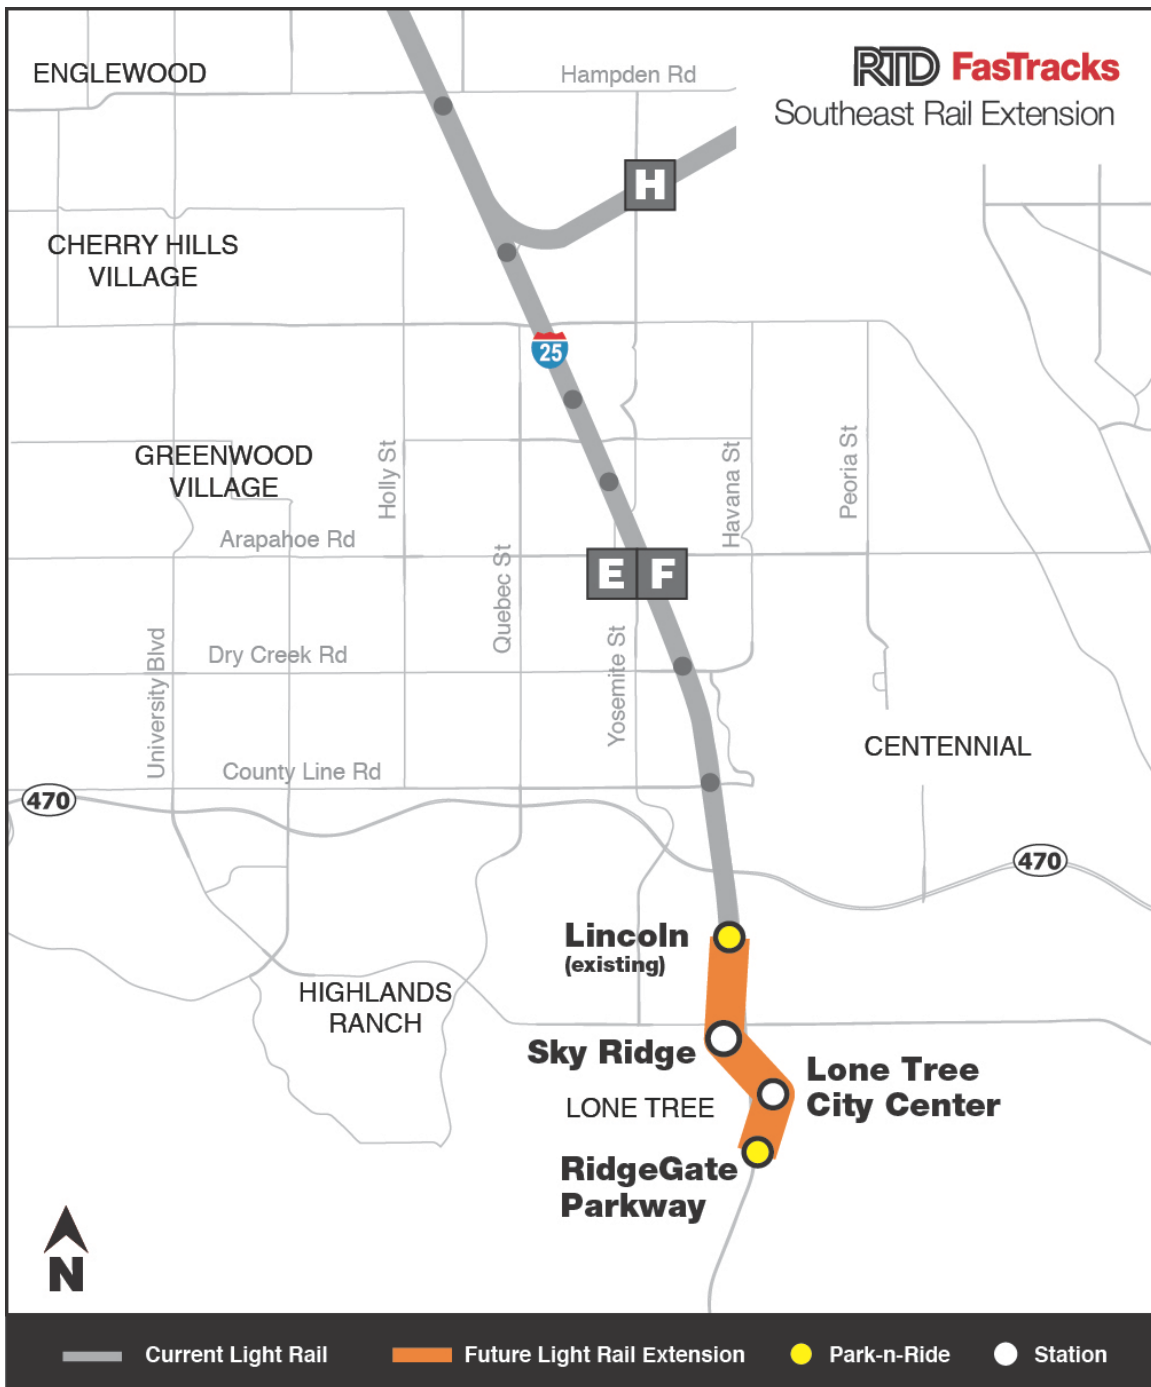 ENGLEWOOD
Hampden Rd
RTD FasTracks
Southeast Rail Extension
H
CHERRY HILLS
VILLAGE
25
GREENWOOD
VILLAGE
Holly St
Havana St
Peoria St
Arapahoe Rd
Quebec St
E F
University Blvd
Dry Creek Rd
Yosemite St
CENTENNIAL
County Line Rd
470
470
Lincoln
(existing)
HIGHLANDS
RANCH
Sky Ridge
Lone Tree
City Center
LONE TREE
RidgeGate
Parkway
N
Current Light Rail
Future Light Rail Extension
Park-n-Ride
Station